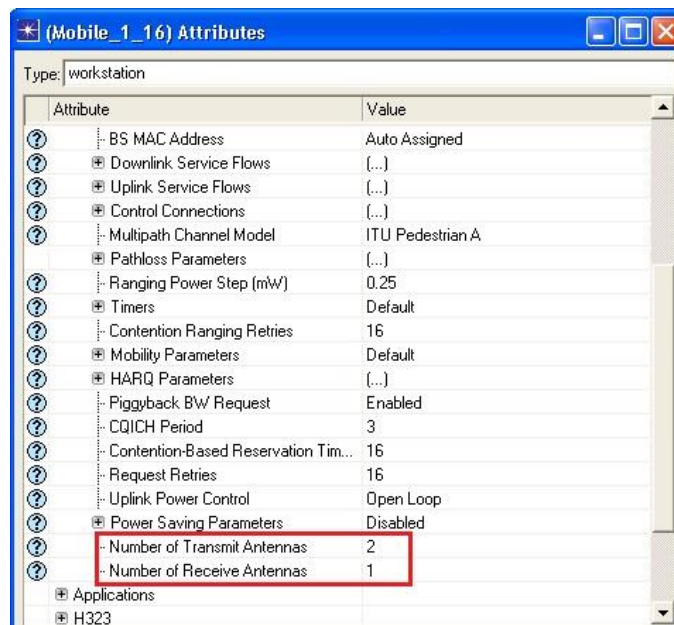 (Mobile_1_16) Attributes
Type: workstation
Attribute Value
BS MAC Address Auto Assigned
Downlink Service Flows (...)
Uplink Service Flows (...)
Control Connections (...)
Multipath Channel Model ITU Pedestrian A
Pathloss Parameters (...)
Ranging Power Step (mW) 0.25
Timers Default
Contention Ranging Retries 16
Mobility Parameters Default
HARQ Parameters (...)
Piggyback BW Request Enabled
CQICH Period 3
Contention-Based Reservation Tim... 16
Request Retries 16
Uplink Power Control Open Loop
Power Saving Parameters Disabled
Number of Transmit Antennas 2
Number of Receive Antennas 1
Applications
H323